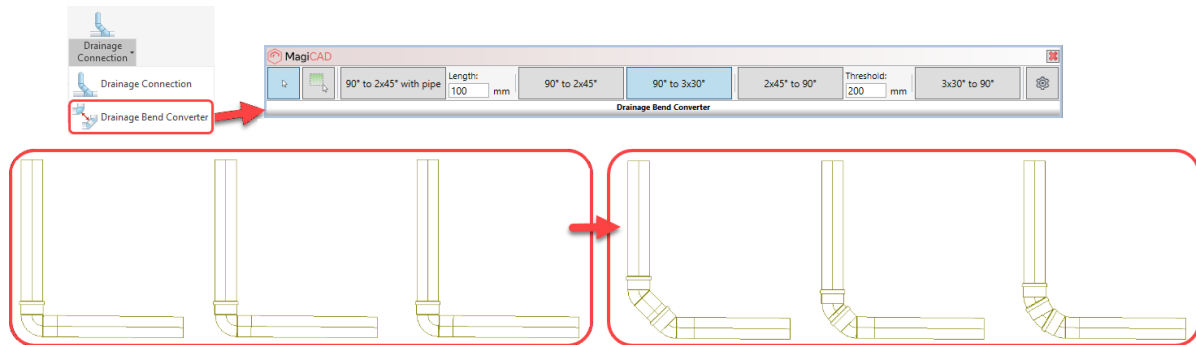 Drainage
Connection
Drainage Connection
Drainage Bend Converter
MagiCAD
90° to 2x45° with pipe
Length:
100 mm
90° to 2x45°
90° to 3x30°
2x45° to 90°
Threshold:
200 mm
3x30° to 90°
Drainage Bend Converter